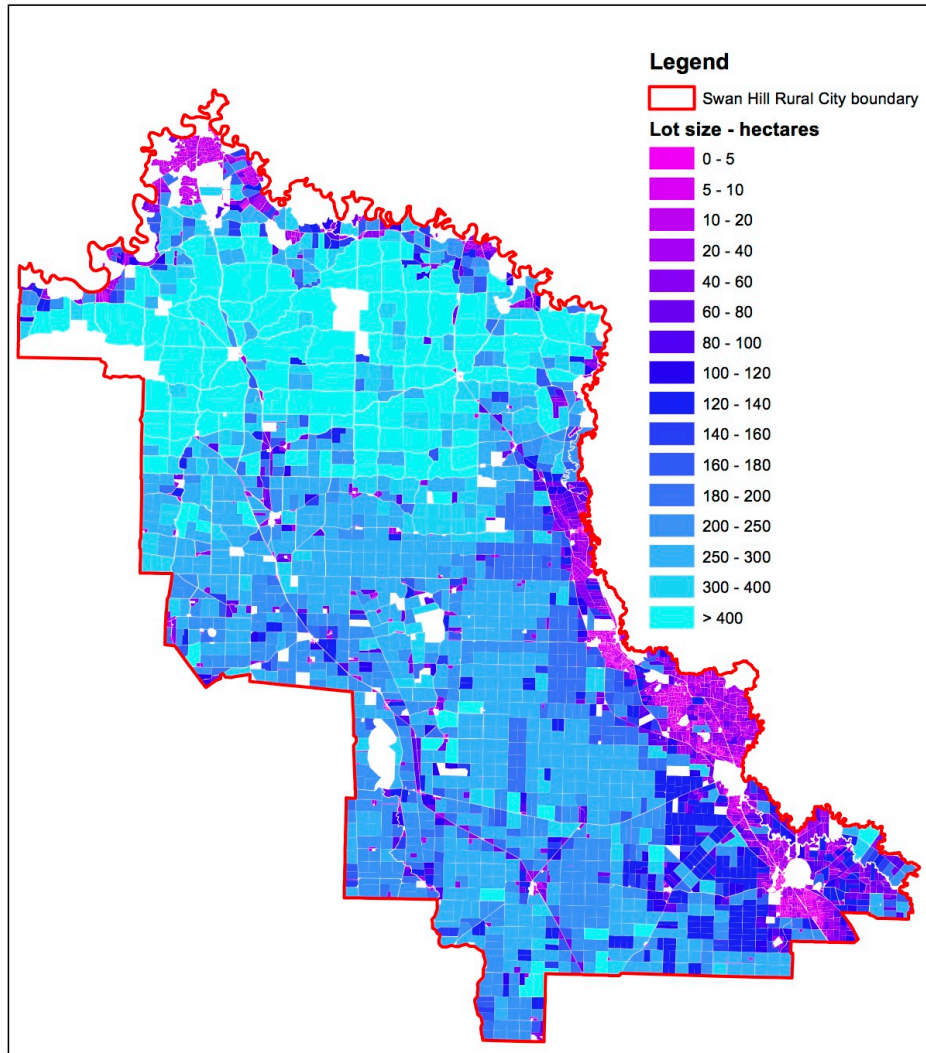 Legend
Swan Hill Rural City boundary
Lot size - hectares
0 - 5
5 - 10
10 - 20
20 - 40
40 - 60
60 - 80
80 - 100
100 - 120
120 - 140
140 - 160
160 - 180
180 - 200
200 - 250
250 - 300
300 - 400
> 400